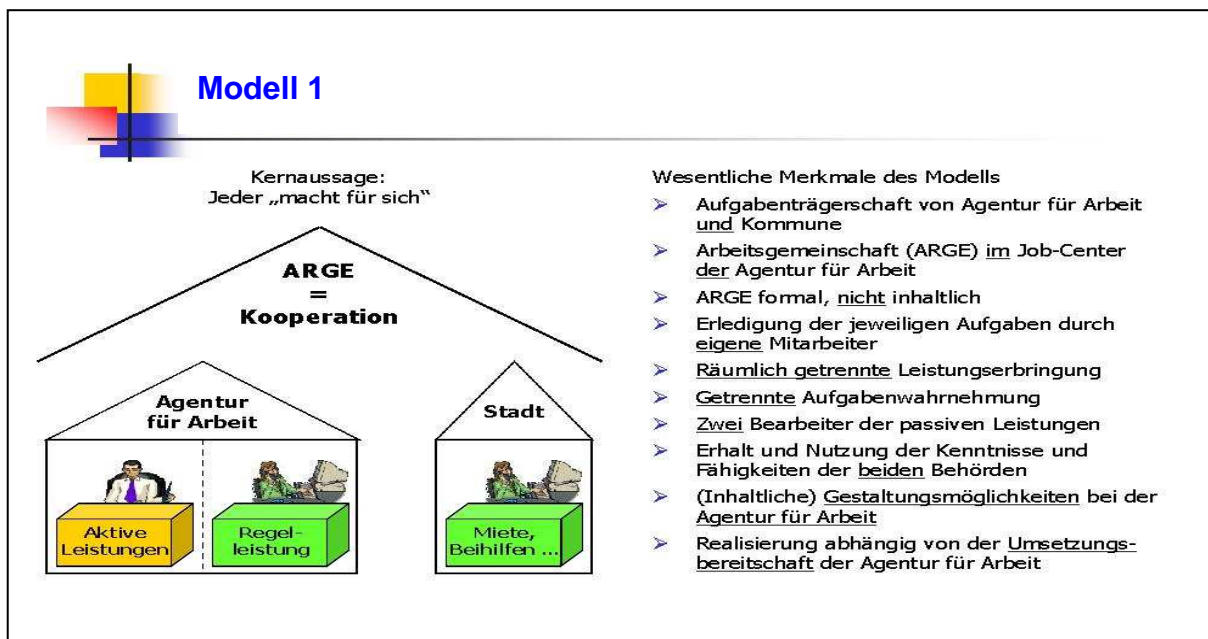 Modell 1
Kernaussage:
Jeder „macht für sich“
ARGE
=
Kooperation
Agentur
für Arbeit
Stadt
Aktive
Leistungen
Regel-
leistung
Miete,
Beihilfen ...
Wesentliche Merkmale des Modells
Aufgabenträgerschaft von Agentur für Arbeit
und Kommune
Arbeitsgemeinschaft (ARGE) im Job-Center
der Agentur für Arbeit
ARGE formal, nicht inhaltlich
Erledigung der jeweiligen Aufgaben durch
eigene Mitarbeiter
Räumlich getrennte Leistungserbringung
Getrennte Aufgabenwahrnehmung
Zwei Bearbeiter der passiven Leistungen
Erhalt und Nutzung der Kenntnisse und
Fähigkeiten der beiden Behörden
(Inhaltliche) Gestaltungsmöglichkeiten bei der
Agentur für Arbeit
Realisierung abhängig von der Umsetzungs-
bereitschaft der Agentur für Arbeit